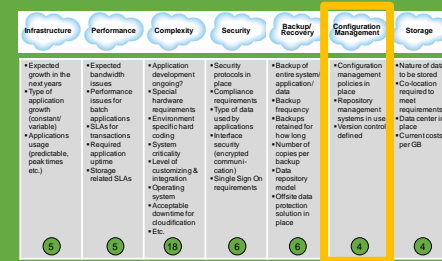 Infrastructure
Performance
Complexity
Security
Backup/
Recovery
Configuration
Management
Storage
▪Expected
growth in the
next years
▪Type of
application
growth
(constant/
variable)
▪Applications
usage
(predictable,
peak times
etc.)
▪Expected
bandwidth
issues
▪Performance
issues for
batch
applications
▪SLAs for
transactions
▪Required
application
uptime
▪Storage
related SLAs
▪Application
development
ongoing?
▪Special
hardware
requirements
▪Environment
specific hard
coding
▪System
criticality
▪Level of
customizing &
integration
▪Operating
system
▪Acceptable
downtime for
cloudification
▪Etc.
▪Security
protocols in
place
▪Compliance
requirements
▪Type of data
used by
applications
▪Interface
security
(encrypted
communi-
cation)
▪Single Sign On
requirements
▪Backup of
entire system/
application/
data
▪Backup
frequency
▪Backups
retained for
how long
▪Number of
copies per
backup
▪Data
repository
model
▪Offsite data
protection
solution in
place
▪Configuration
management
policies in
place
▪Repository
management
systems in use
▪Version control
defined
▪Nature of data
to be stored
▪Co-location
required to
meet
requirements
▪Data center in
place
▪Current costs
per GB
5
5
18
6
6
4
4